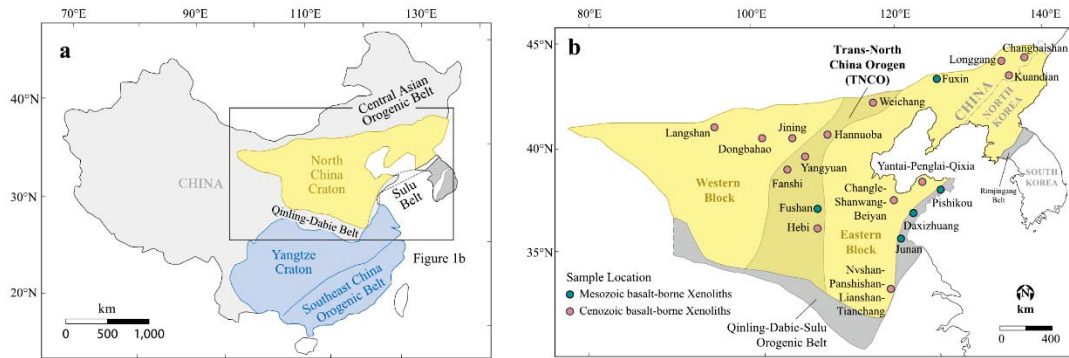 70°E
80°E
90°E
100°E
110°E
120°E
130°E
140°E
a
40°N
30°N
20°N
Central Asian
Orogenic Belt
North
China
Craton
CHINA
Sulu
Belt
Qinling-Dabie Belt
Yangtze
Craton
Southeast China
Orogenic Belt
Figure 1b
km
0
500
1,000
80°E
100°E
120°E
140°E
b
45°N
40°N
35°N
Trans-North
China Orogen
(TNCO)
Longgang
Changbaishan
Fuxin
Kuandian
CHINA
NORTH
KOREA
Weichang
Langshan
Jining
Hannuoba
Dongbahao
Yangyuan
Yantai-Penglai-Qixia
Rimjingang
Belt
SOUTH
KOREA
Fanshi
Western
Block
Changle-
Shanwang-
Beiyan
Pishikou
Fushan
Daxizhuang
Hebi
Eastern
Block
Junan
Sample Location
Mesozoic basalt-borne Xenoliths
Cenozoic basalt-borne Xenoliths
Nvshan-
Panshishan-
Lianshan-
Tianchang
Qinling-Dabie-Sulu
Orogenic Belt
N
km
0
400